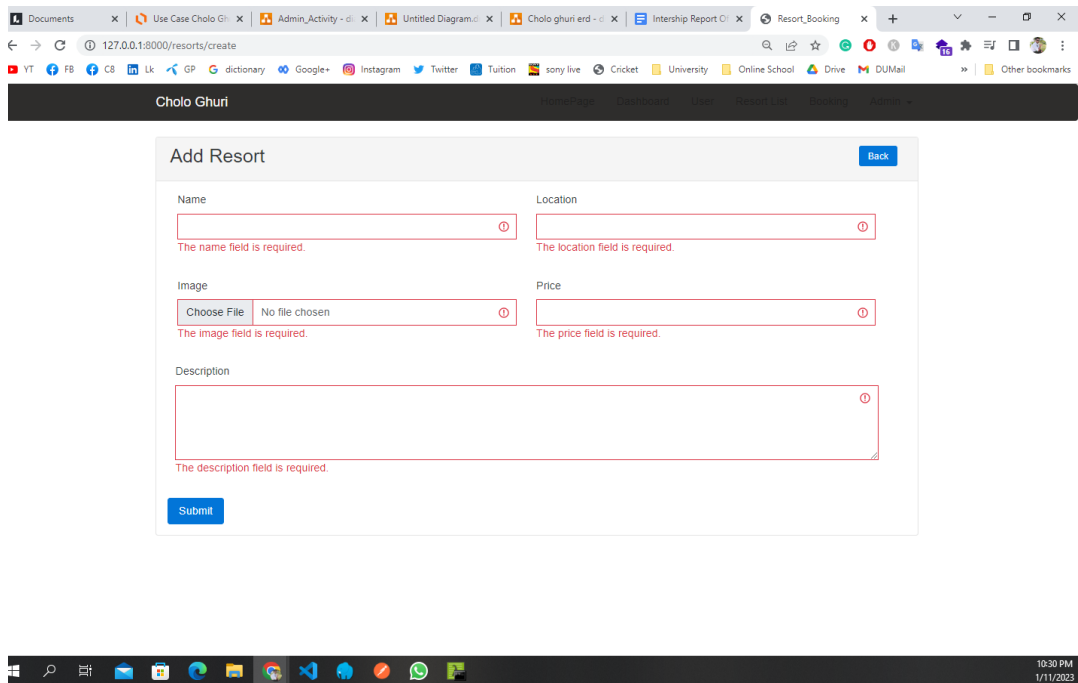 Documents Use Case Cholo Gh Admin_Activity - di Untitled Diagram.d Cholo ghuri erd - d Intership Report Of Resort_Booking
127.0.0.1:8000/resorts/create
YT FB C8 Lk GP dictionary Google+ Instagram Twitter Tuition sony live Cricket University Online School Drive DUMail » Other bookmarks
Cholo Ghuri HomePage Dashboard User Resort List Booking Admin
Add Resort Back
Name Location
The name field is required. The location field is required.
Image Price
Choose File No file chosen
The image field is required. The price field is required.
Description
The description field is required.
Submit
16
10:30 PM
1/11/2023